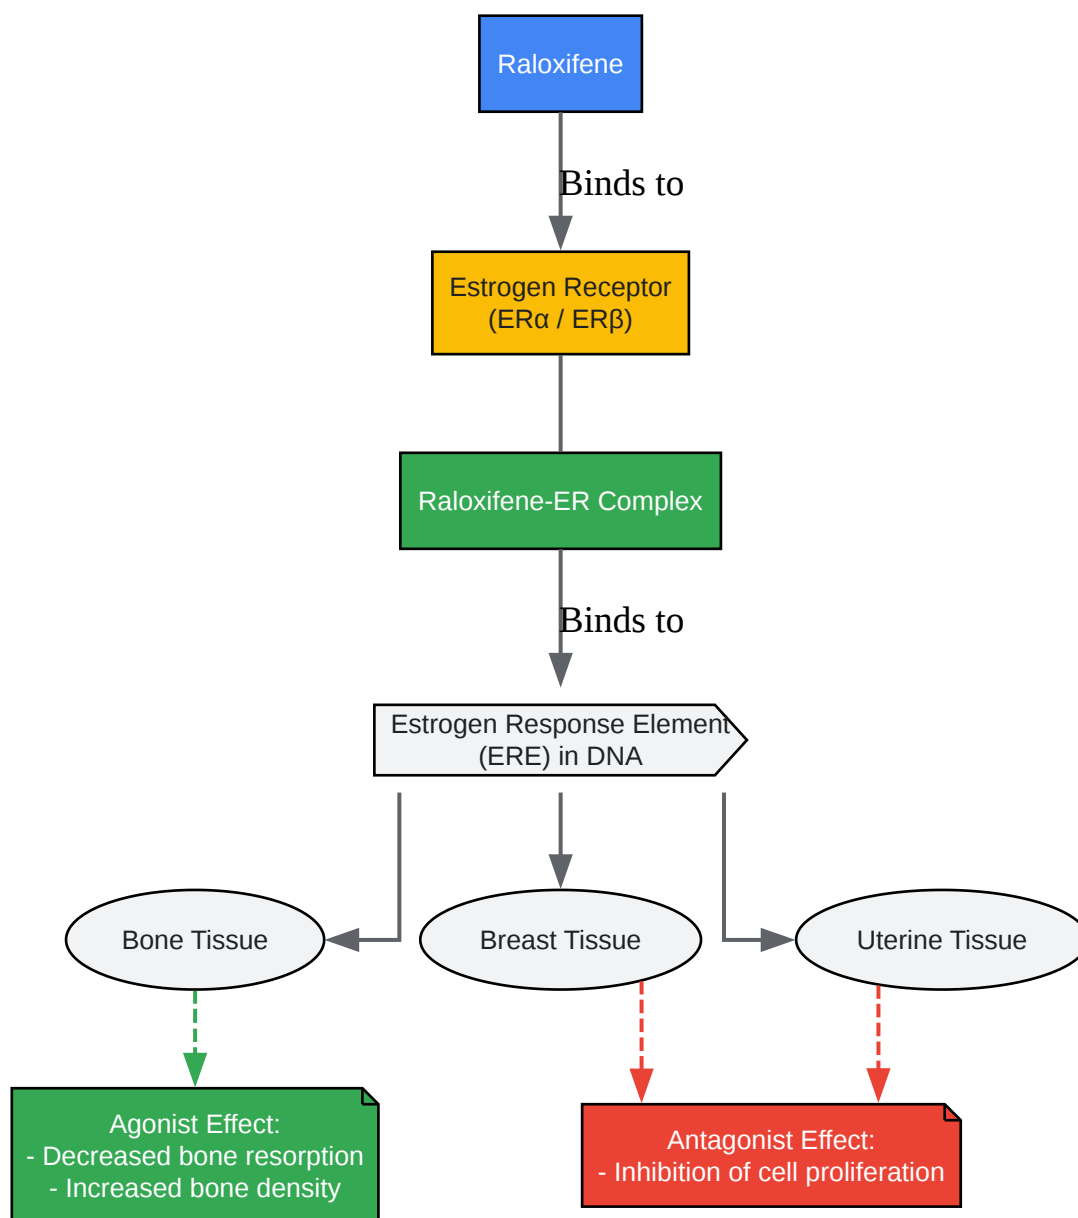 Raloxifene
Binds to
Estrogen Receptor
(ERα / ERβ)
Raloxifene-ER Complex
Binds to
Estrogen Response Element
(ERE) in DNA
Bone Tissue
Breast Tissue
Uterine Tissue
Agonist Effect:
- Decreased bone resorption
- Increased bone density
Antagonist Effect:
- Inhibition of cell proliferation